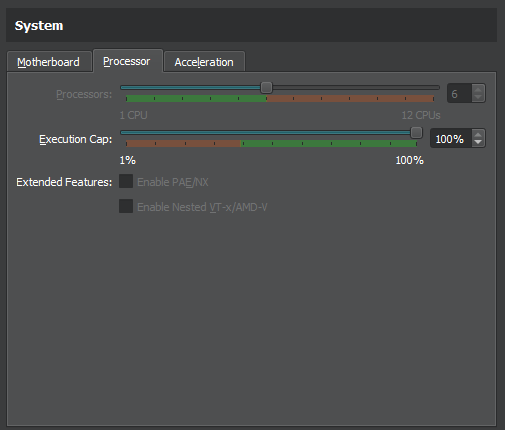 System
Motherboard Processor Acceleration
Processors: 6
1 CPU 12 CPUs
Execution Cap: 100%
1% 100%
Extended Features: Enable PAE/NX
Enable Nested VT-x/AMD-V